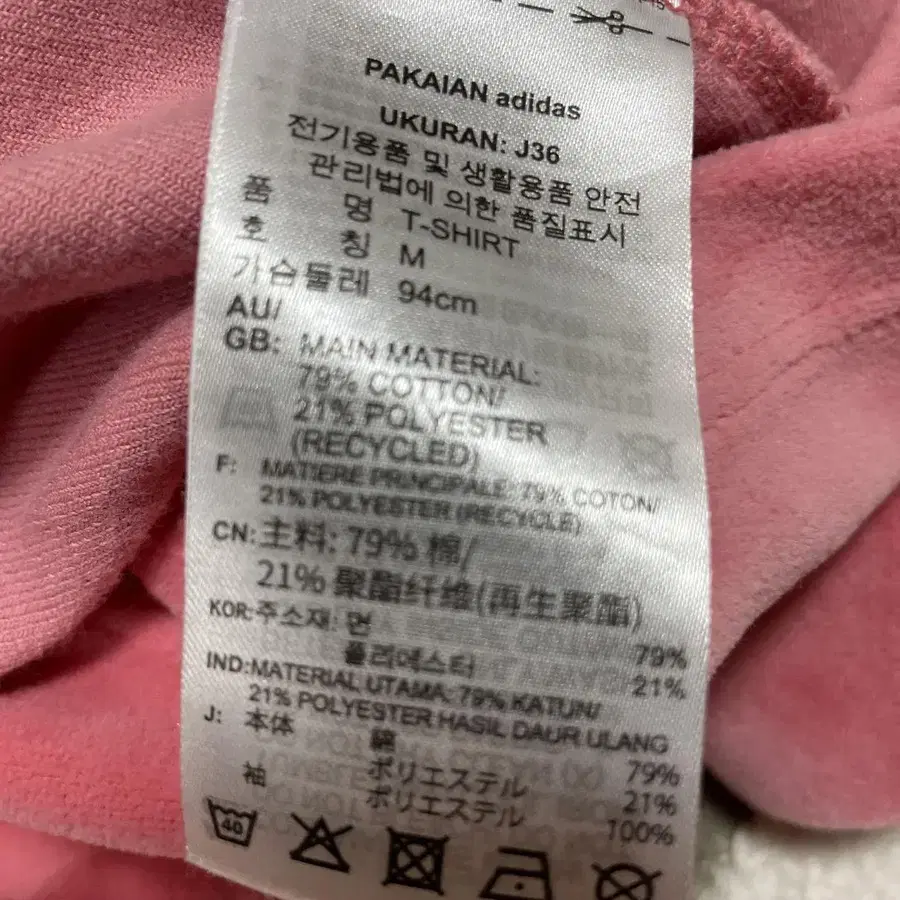 PAKAIAN adidas
UKURAN: J36
전기용품 및 생활용품 안전
관리법에 의한 품질표시
품 명 T-SHIRT
호 칭 M
가슴둘레 94cm
AU/
GB: MAIN MATERIAL:
79% COTTON/
21% POLYESTER
(RECYCLED)
F: MATIERE PRINCIPALE: 79% COTON/
21% POLYESTER (RECYCLE)
CN: 主料: 79% 棉/
21% 聚酯纤维(再生聚酯)
KOR: 주소재: 면 79%
폴리에스터 21%
IND: MATERIAL UTAMA: 79% KATUN/
21% POLYESTER HASIL DAUR ULANG
J: 本体 綿 79%
ポリエステル 21%
袖 ポリエステル 100%
40